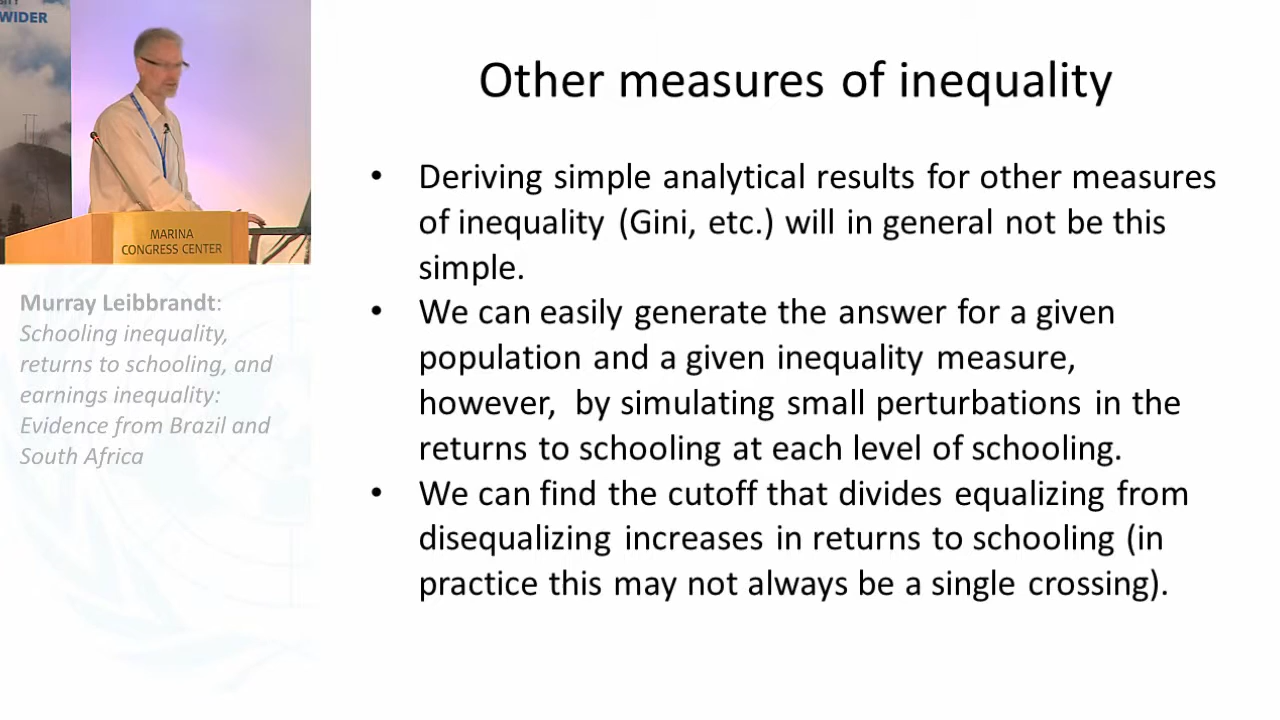 WIDER
MARINA
CONGRESS CENTER
Murray Leibbrandt:
Schooling inequality,
returns to schooling, and
earnings inequality:
Evidence from Brazil and
South Africa
Other measures of inequality
• Deriving simple analytical results for other measures
of inequality (Gini, etc.) will in general not be this
simple.
• We can easily generate the answer for a given
population and a given inequality measure,
however, by simulating small perturbations in the
returns to schooling at each level of schooling.
• We can find the cutoff that divides equalizing from
disequalizing increases in returns to schooling (in
practice this may not always be a single crossing).